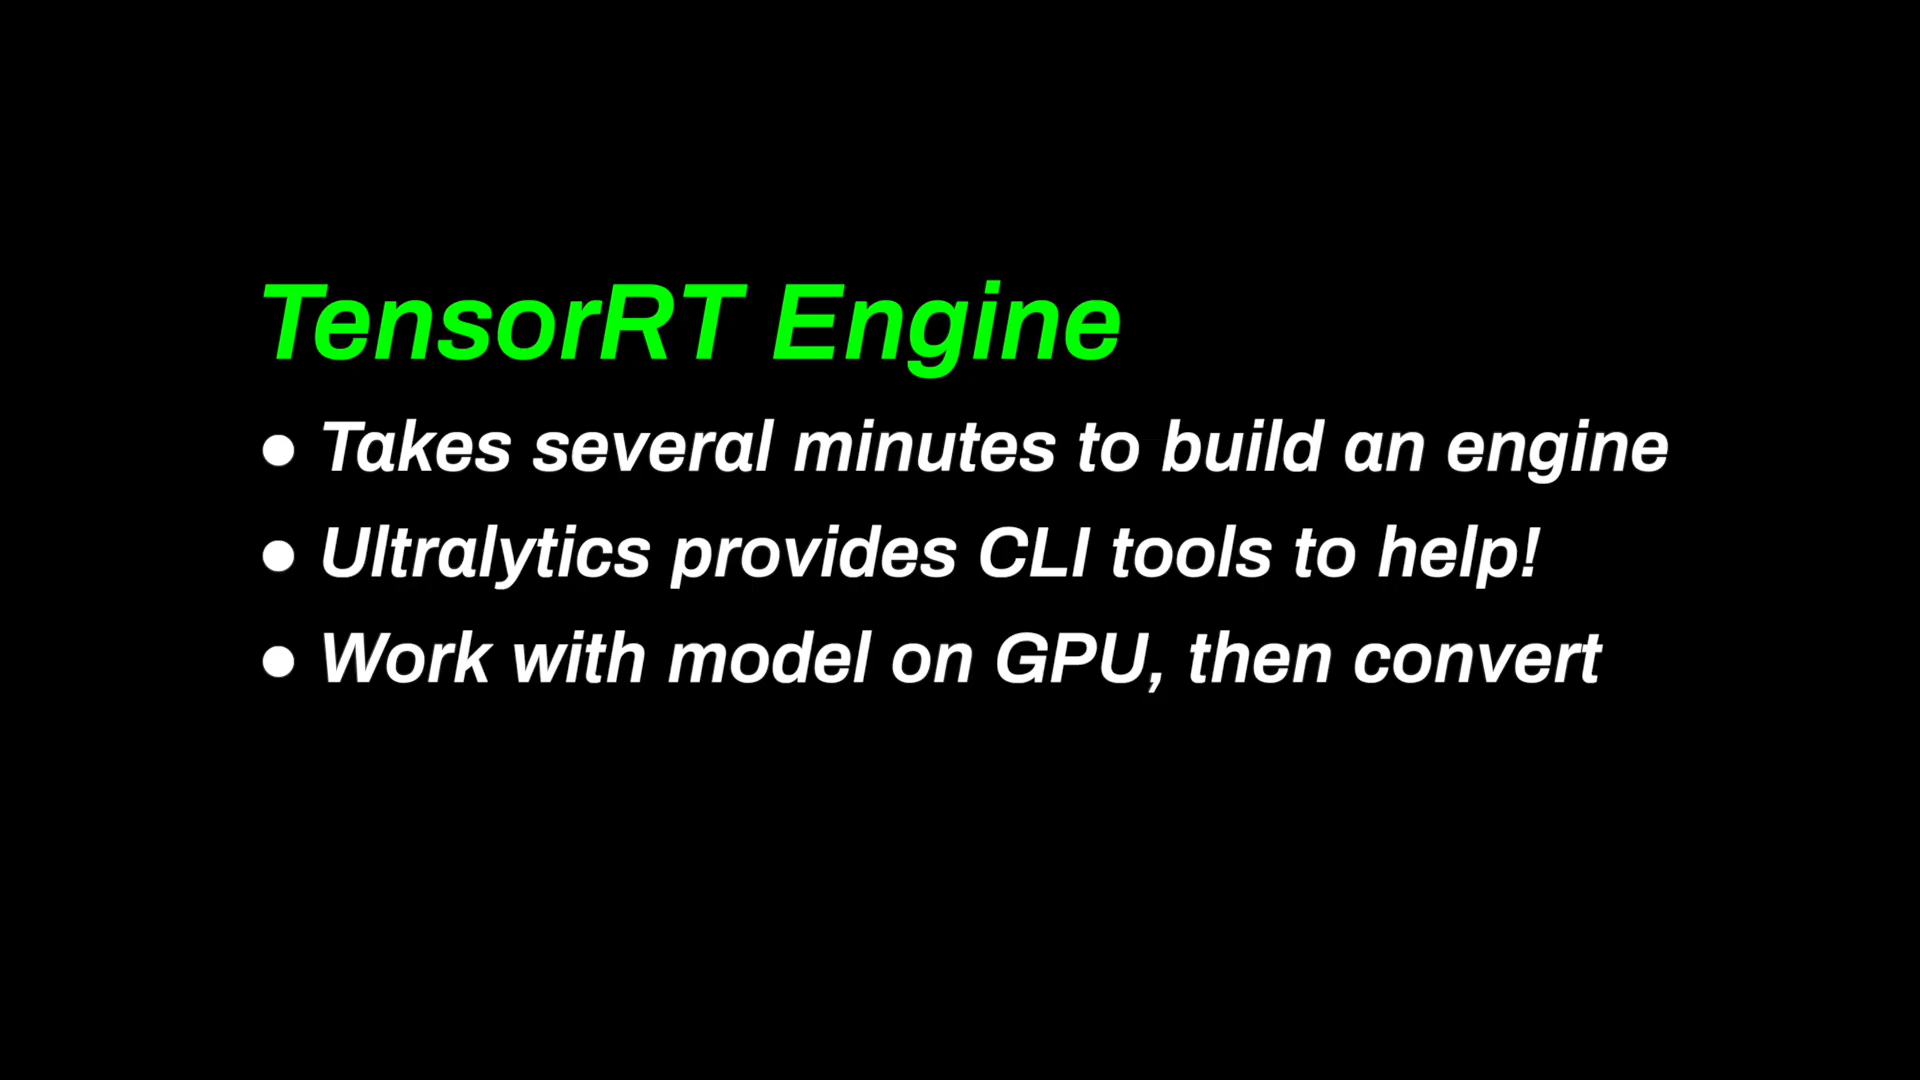 TensorRT Engine
● Takes several minutes to build an engine
● Ultralytics provides CLI tools to help!
● Work with model on GPU, then convert